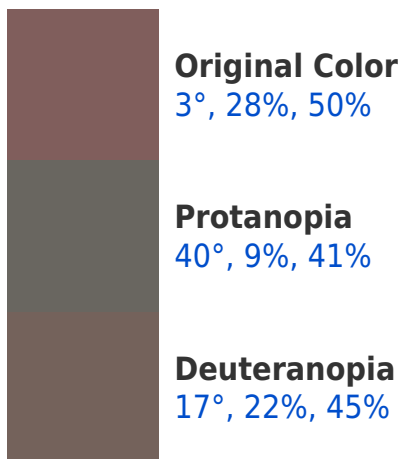 Original Color
3°, 28%, 50%
Protanopia
40°, 9%, 41%
Deuteranopia
17°, 22%, 45%